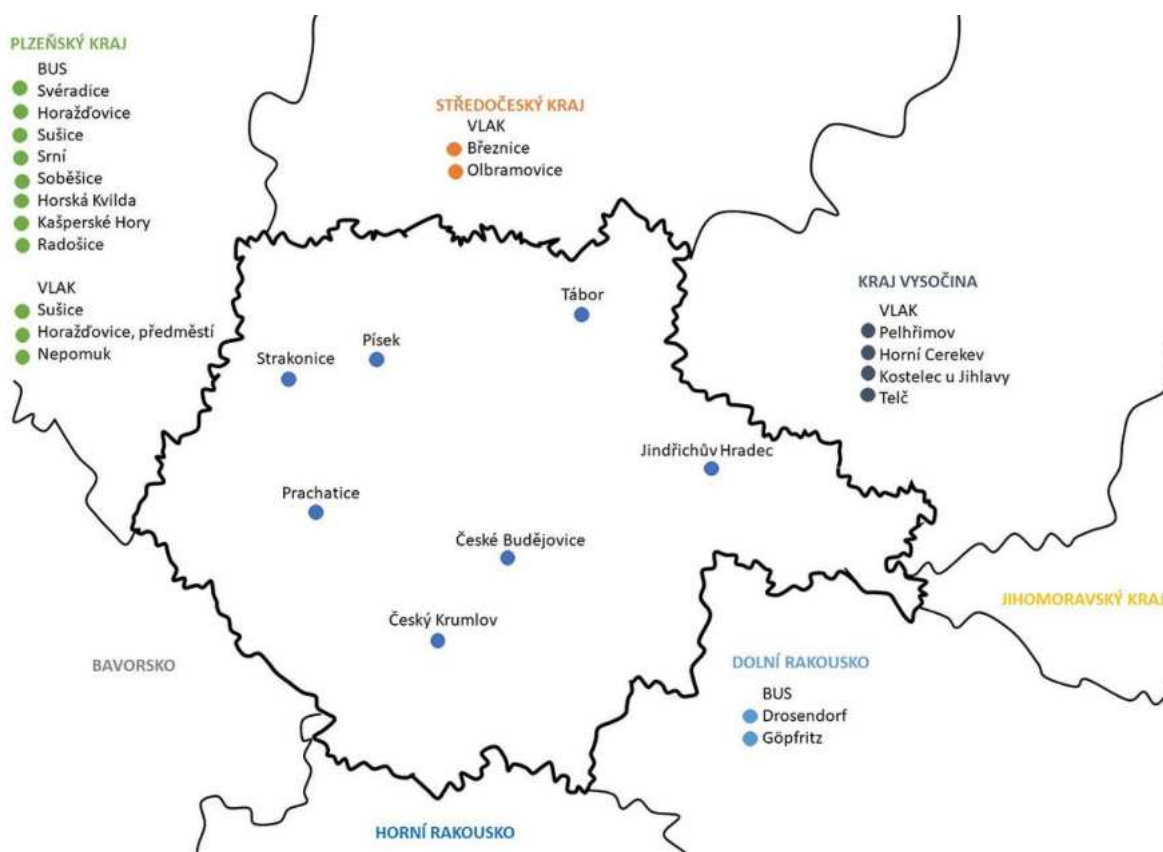 PLZEŇSKÝ KRAJ
BUS
Svéradice
Horažďovice
Sušice
Srní
Soběšice
Horská Kvilda
Kašperské Hory
Radošice
VLAK
Sušice
Horažďovice, předměstí
Nepomuk
STŘEDOČESKÝ KRAJ
VLAK
Březnice
Olbramovice
KRAJ VYSOČINA
VLAK
Pelhřimov
Horní Cerekev
Kostelec u Jihlavy
Telč
Tábor
Písek
Strakonice
Jindřichův Hradec
Prachatice
České Budějovice
Český Krumlov
JIHOMORAVSKÝ KRAJ
BAVORSKO
DOLNÍ RAKOUSKO
BUS
Drosendorf
Göpfritz
HORNÍ RAKOUSKO